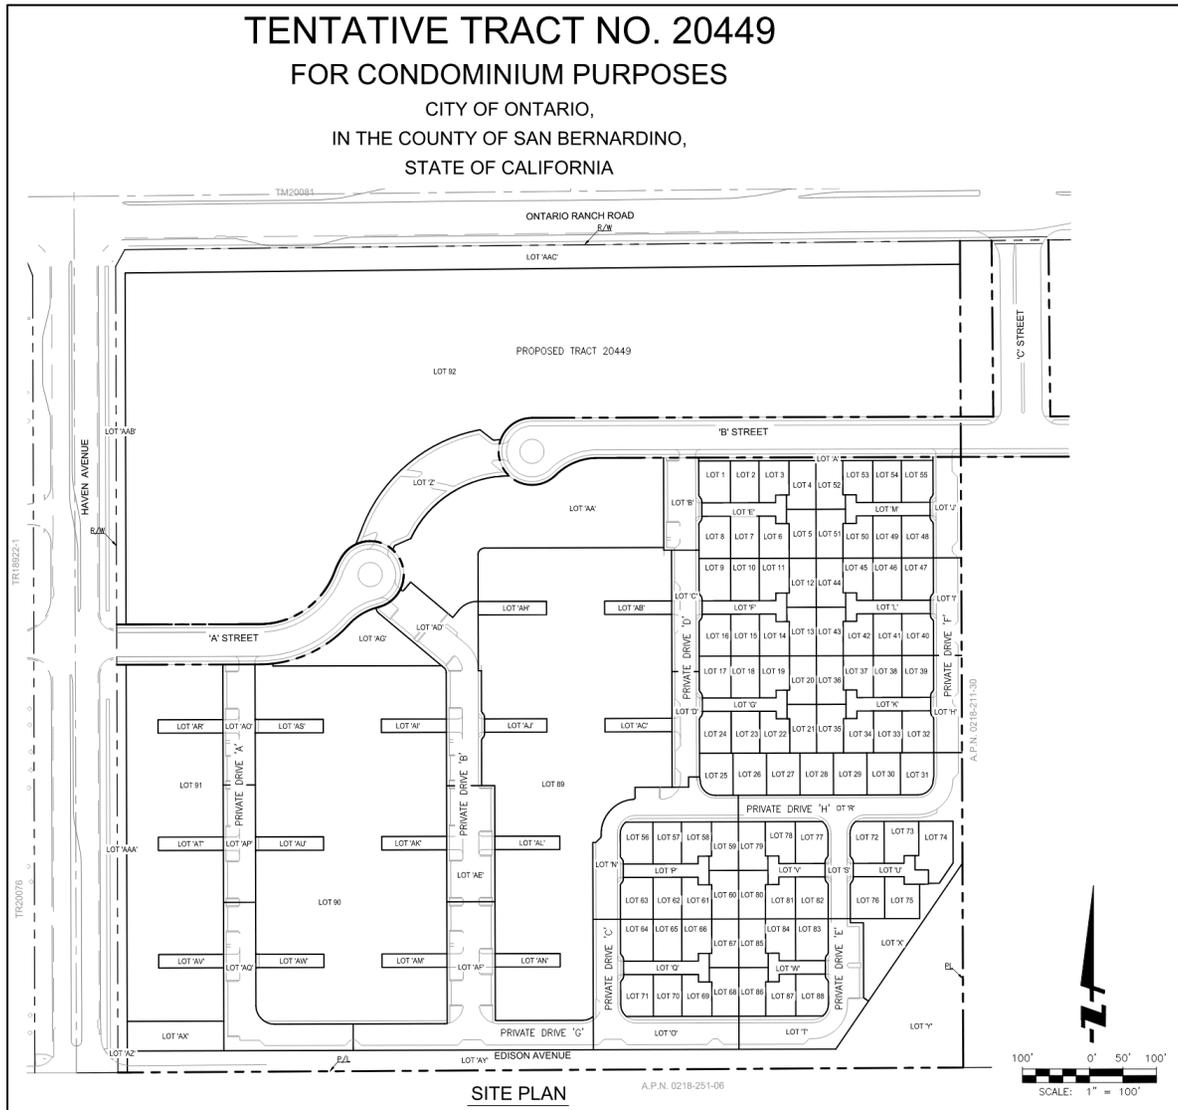 TENTATIVE TRACT NO. 20449
FOR CONDOMINIUM PURPOSES
CITY OF ONTARIO,
IN THE COUNTY OF SAN BERNARDINO,
STATE OF CALIFORNIA
TM20081
ONTARIO RANCH ROAD
R/W
LOT 'AAC'
'C' STREET
PROPOSED TRACT 20449
LOT 92
LOT 'AAB'
HAVEN AVENUE
'B' STREET
LOT 'A'
LOT 1
LOT 2
LOT 3
LOT 4
LOT 52
LOT 53
LOT 54
LOT 55
LOT 'Z'
LOT 'B'
LOT 'AA'
LOT 'E'
LOT 'M'
LOT 'J'
R/W
LOT 8
LOT 7
LOT 6
LOT 5
LOT 51
LOT 50
LOT 49
LOT 48
TR18922-1
LOT 9
LOT 10
LOT 11
LOT 12
LOT 44
LOT 45
LOT 46
LOT 47
LOT 'C'
LOT 'I'
LOT 'AH'
LOT 'AB'
LOT 'F'
LOT 'L'
'A' STREET
LOT 'AG'
LOT 'AD'
PRIVATE DRIVE 'D'
PRIVATE DRIVE 'F'
LOT 16
LOT 15
LOT 14
LOT 13
LOT 43
LOT 42
LOT 41
LOT 40
LOT 17
LOT 18
LOT 19
LOT 20
LOT 36
LOT 37
LOT 38
LOT 39
LOT 'D'
LOT 'G'
LOT 'K'
LOT 'H'
A.P.N. 0218-211-30
LOT 'AR'
LOT 'AO'
LOT 'AS'
LOT 'AI'
LOT 'AJ'
LOT 'AC'
LOT 24
LOT 23
LOT 22
LOT 21
LOT 35
LOT 34
LOT 33
LOT 32
LOT 91
PRIVATE DRIVE 'A'
PRIVATE DRIVE 'B'
LOT 89
LOT 25
LOT 26
LOT 27
LOT 28
LOT 29
LOT 30
LOT 31
PRIVATE DRIVE 'H'
OT 'R'
LOT 56
LOT 57
LOT 58
LOT 59
LOT 79
LOT 78
LOT 77
LOT 72
LOT 73
LOT 74
LOT 'AAA'
LOT 'AT'
LOT 'AP'
LOT 'AU'
LOT 'AK'
LOT 'AL'
LOT 'N'
LOT 'P'
LOT 'V'
LOT 'S'
LOT 'U'
LOT 'AE'
TR20076
LOT 90
LOT 63
LOT 62
LOT 61
LOT 60
LOT 80
LOT 81
LOT 82
LOT 76
LOT 75
LOT 64
LOT 65
LOT 66
LOT 67
LOT 85
LOT 84
LOT 83
PRIVATE DRIVE 'C'
PRIVATE DRIVE 'E'
LOT 'X'
LOT 'AV'
LOT 'AQ'
LOT 'AW'
LOT 'AM'
LOT 'AF'
LOT 'AN'
LOT 'Q'
LOT 'W'
PL
LOT 71
LOT 70
LOT 69
LOT 68
LOT 86
LOT 87
LOT 88
LOT 'AX'
PRIVATE DRIVE 'G'
LOT 'O'
LOT 'T'
LOT 'Y'
LOT 'AZ'
P/L
LOT 'AY'
EDISON AVENUE
A.P.N. 0218-251-06
SITE PLAN
N
100' 0' 50' 100'
SCALE: 1" = 100'